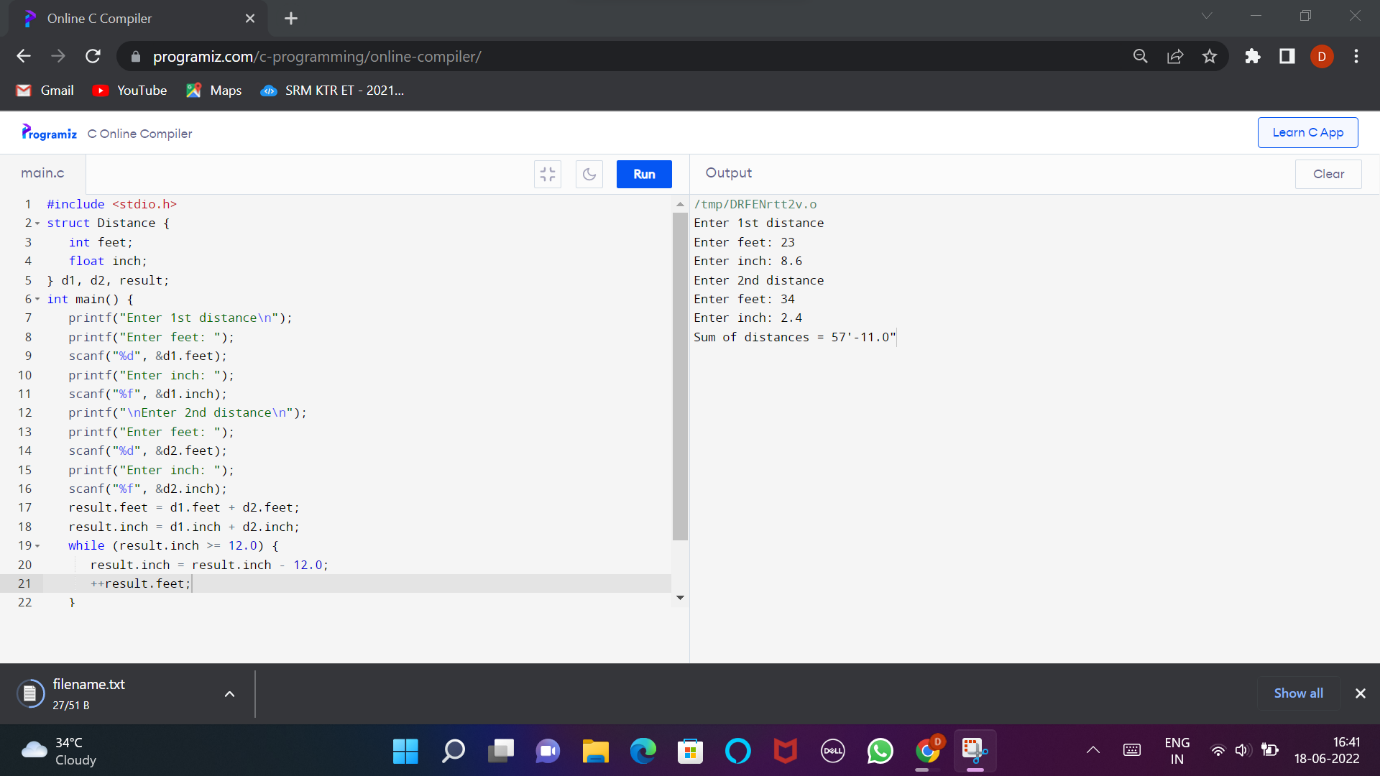 Online C Compiler
programiz.com/c-programming/online-compiler/
D
Gmail YouTube Maps SRM KTR ET - 2021...
Programiz C Online Compiler Learn C App
main.c Run Output Clear
1 #include <stdio.h>
2 struct Distance {
3 int feet;
4 float inch;
5 } d1, d2, result;
6 int main() {
7 printf("Enter 1st distance\n");
8 printf("Enter feet: ");
9 scanf("%d", &d1.feet);
10 printf("Enter inch: ");
11 scanf("%f", &d1.inch);
12 printf("\nEnter 2nd distance\n");
13 printf("Enter feet: ");
14 scanf("%d", &d2.feet);
15 printf("Enter inch: ");
16 scanf("%f", &d2.inch);
17 result.feet = d1.feet + d2.feet;
18 result.inch = d1.inch + d2.inch;
19 while (result.inch >= 12.0) {
20 result.inch = result.inch - 12.0;
21 ++result.feet;
22 }
/tmp/DRFENrtt2v.o
Enter 1st distance
Enter feet: 23
Enter inch: 8.6
Enter 2nd distance
Enter feet: 34
Enter inch: 2.4
Sum of distances = 57'-11.0"
filename.txt
27/51 B
Show all
34°C
Cloudy
DELL
D
ENG
IN
16:41
18-06-2022